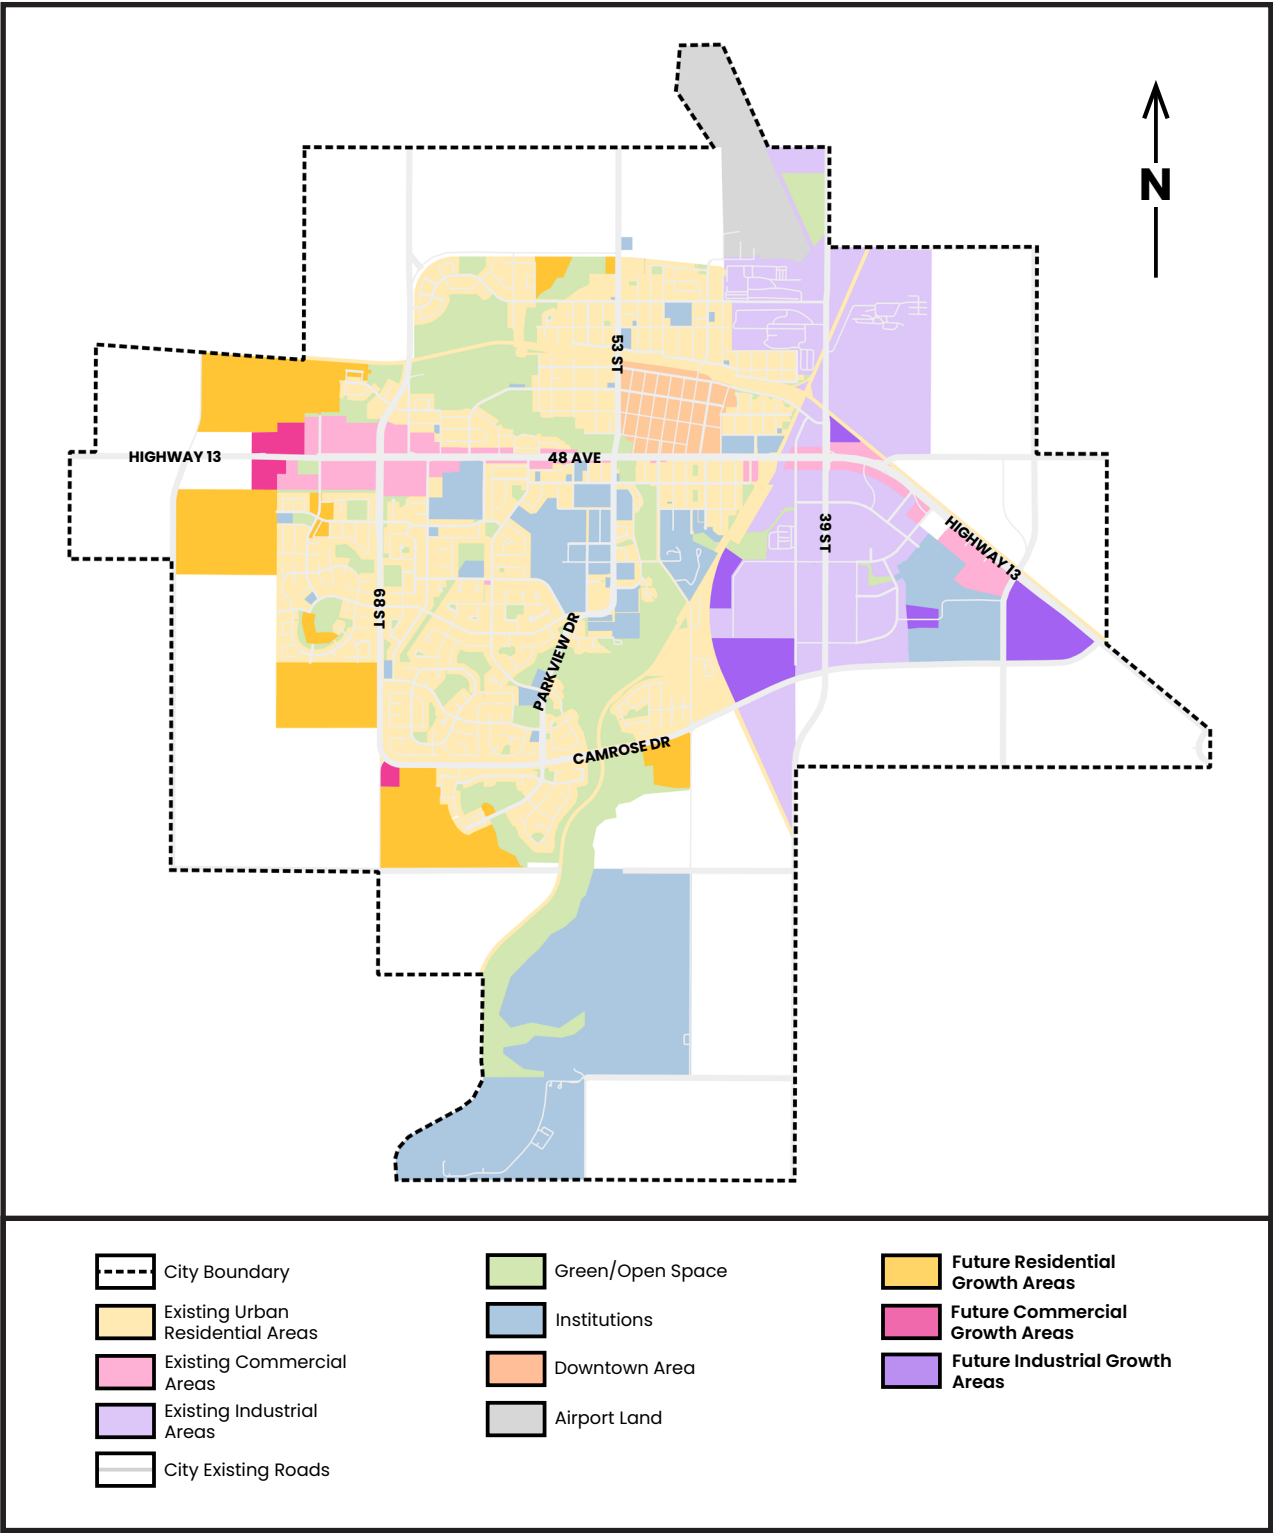 N
53 ST
HIGHWAY 13
48 AVE
39 ST
HIGHWAY 13
68 ST
PARKVIEW DR
CAMROSE DR
City Boundary
Existing Urban
Residential Areas
Existing Commercial
Areas
Existing Industrial
Areas
City Existing Roads
Green/Open Space
Institutions
Downtown Area
Airport Land
Future Residential
Growth Areas
Future Commercial
Growth Areas
Future Industrial Growth
Areas